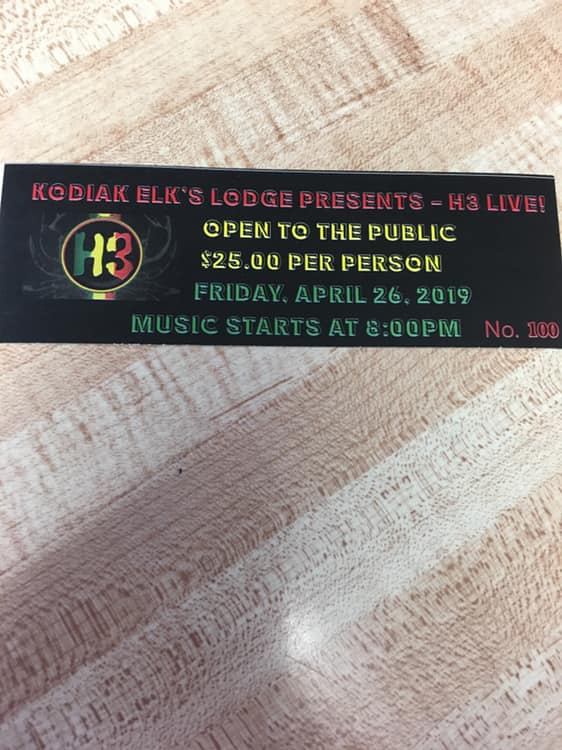 KODIAK ELK'S LODGE PRESENTS - H3 LIVE!
H3
OPEN TO THE PUBLIC
$25.00 PER PERSON
FRIDAY, APRIL 26, 2019
MUSIC STARTS AT 8:00PM No. 100